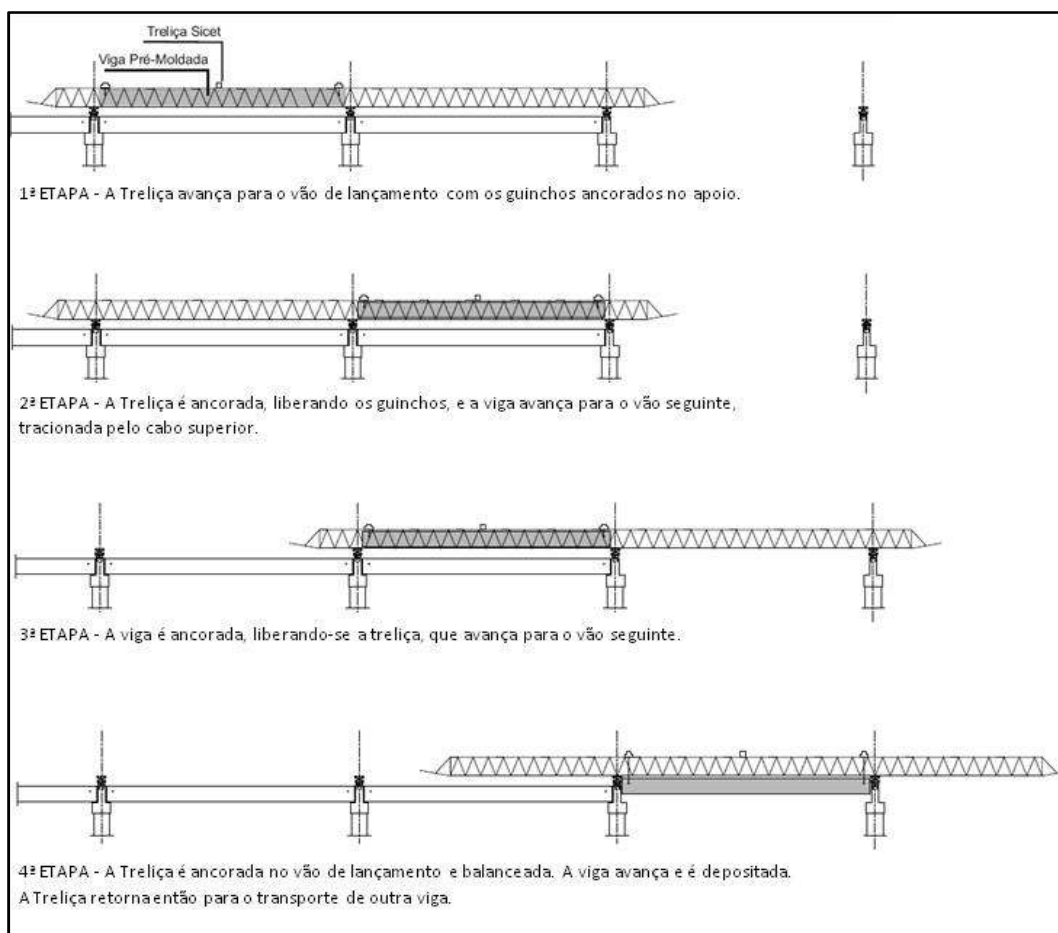 Treliça Sicet
Viga Pré-Moldada
1ª ETAPA - A Treliça avança para o vão de lançamento com os guinchos ancorados no apoio.
2ª ETAPA - A Treliça é ancorada, liberando os guinchos, e a viga avança para o vão seguinte,
tracionada pelo cabo superior.
3ª ETAPA - A viga é ancorada, liberando-se a treliça, que avança para o vão seguinte.
4ª ETAPA - A Treliça é ancorada no vão de lançamento e balanceada. A viga avança e é depositada.
A Treliça retorna então para o transporte de outra viga.